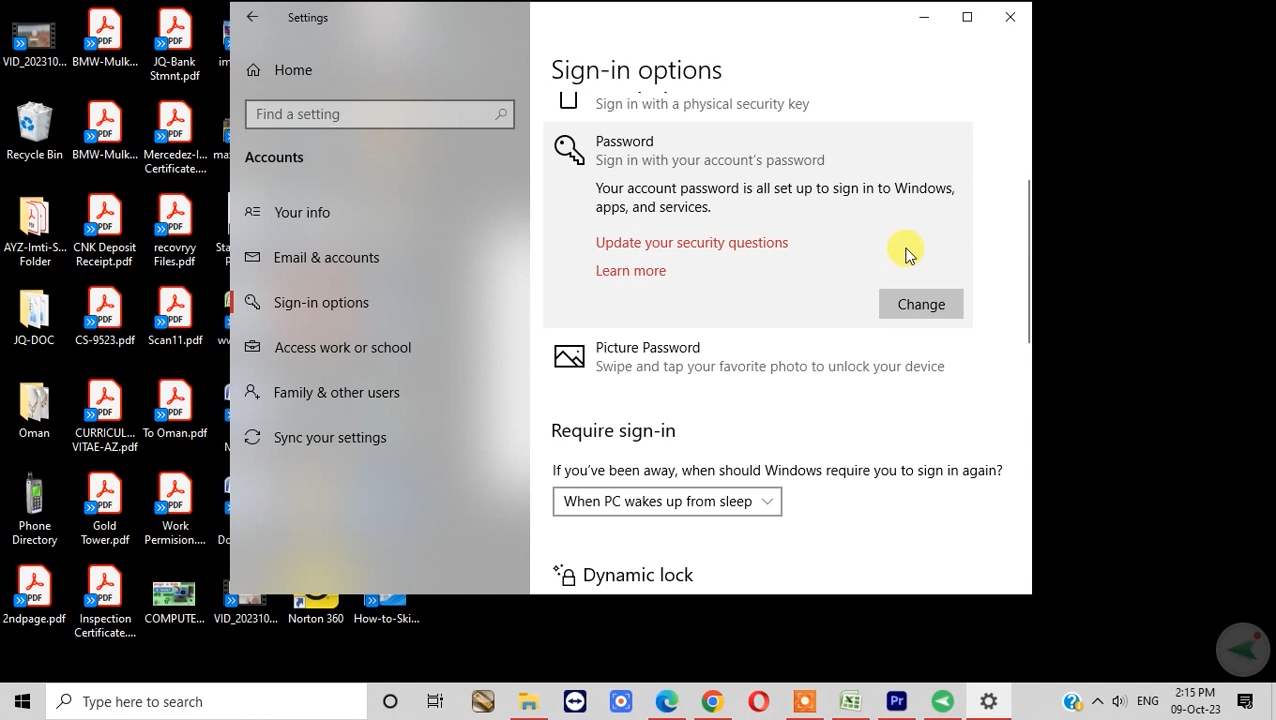 Settings
Home
Find a setting
Accounts
Your info
Email & accounts
Sign-in options
Access work or school
Family & other users
Sync your settings
Sign-in options
Sign in with a physical security key
Password
Sign in with your account's password
Your account password is all set up to sign in to Windows,
apps, and services.
Update your security questions
Learn more
Change
Picture Password
Swipe and tap your favorite photo to unlock your device
Require sign-in
If you've been away, when should Windows require you to sign in again?
When PC wakes up from sleep
Dynamic lock
VID_202310...
BMW-Mulk...
JQ-Bank
Stmnt.pdf
Recycle Bin
BMW-Mulk...
Mercedez-I...
Certificate....
AYZ-Imti-S...
Folder
CNK Deposit
Receipt.pdf
recovryy
Files.pdf
JQ-DOC
CS-9523.pdf
Scan11.pdf
Oman
CURRICUL...
VITAE-AZ.pdf
To Oman.pdf
Phone
Directory
Gold
Tower.pdf
Work
Permision....
2ndpage.pdf
Inspection
Certificate....
COMPUTE...
VID_202310...
Norton 360
How-to-Ski...
Type here to search
ENG
2:15 PM
09-Oct-23